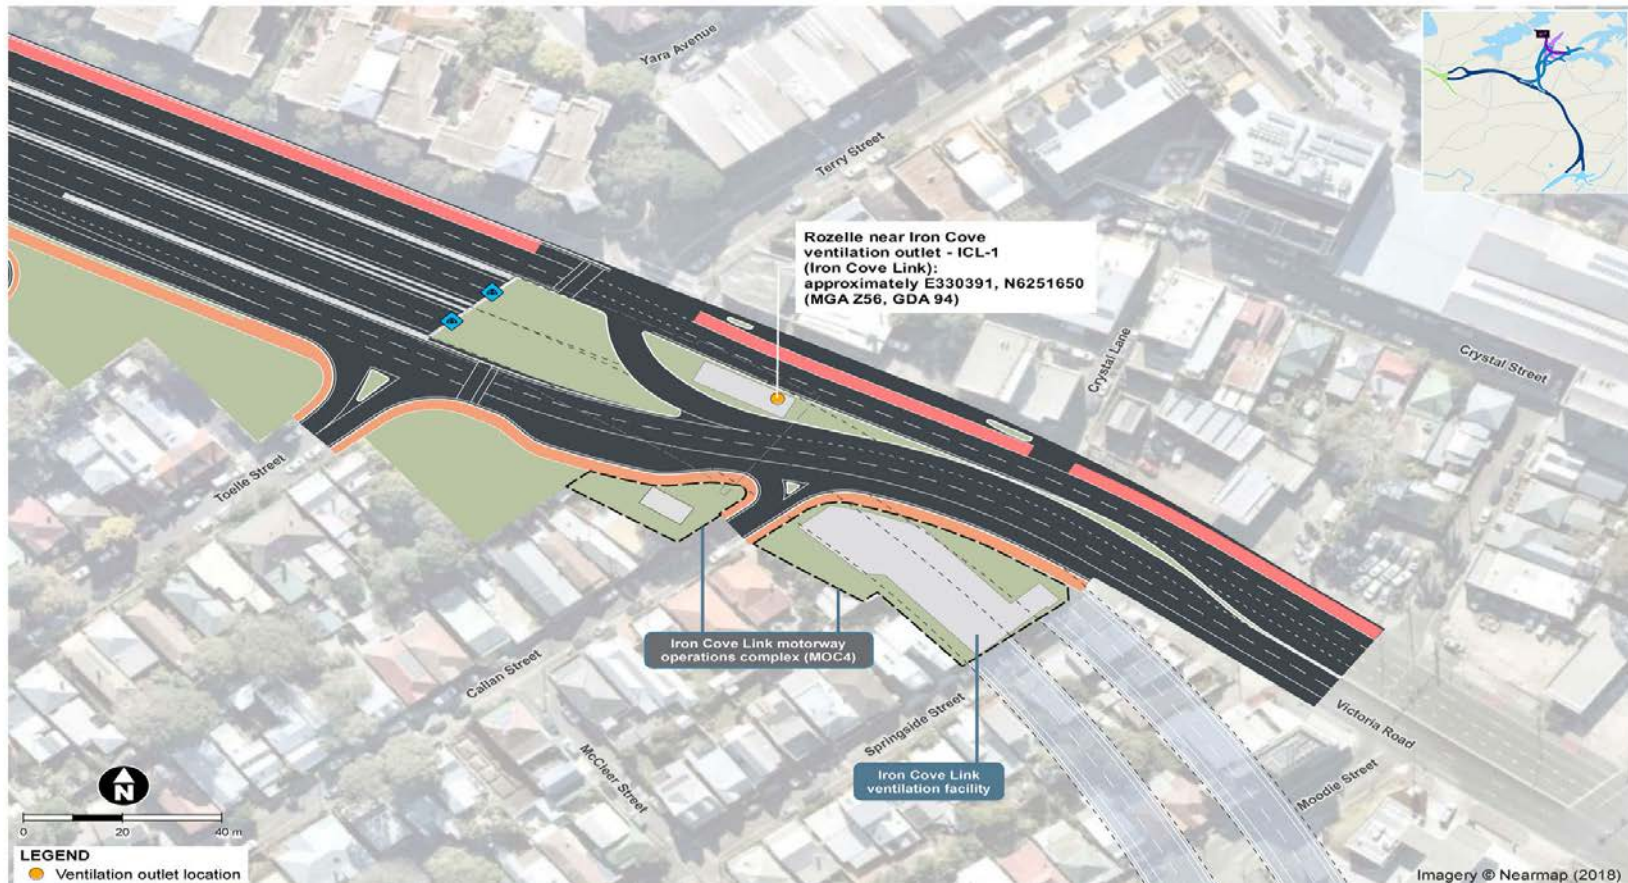 Yara Avenue
Terry Street
Rozelle near Iron Cove
ventilation outlet - ICL-1
(Iron Cove Link):
approximately E330391, N6251650
(MGA Z56, GDA 94)
Crystal Lane
Crystal Street
Toelle Street
Iron Cove Link motorway
operations complex (MOC4)
Callan Street
Springside Street
Victoria Road
McCleer Street
Iron Cove Link
ventilation facility
Moodie Street
N
0 20 40 m
LEGEND
Ventilation outlet location
Imagery © Nearmap (2018)